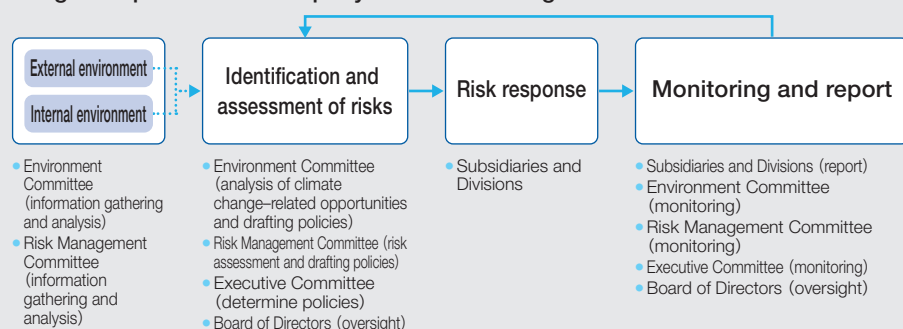 External environment
Internal environment
Identification and
assessment of risks
Risk response
Monitoring and report
• Environment
Committee
(information gathering
and analysis)
• Risk Management
Committee
(information
gathering and
analysis)
• Environment Committee
(analysis of climate
change–related opportunities
and drafting policies)
• Risk Management Committee (risk
assessment and drafting policies)
• Executive Committee
(determine policies)
• Board of Directors (oversight)
• Subsidiaries and
Divisions
• Subsidiaries and Divisions (report)
• Environment Committee
(monitoring)
• Risk Management Committee
(monitoring)
• Executive Committee (monitoring)
• Board of Directors (oversight)